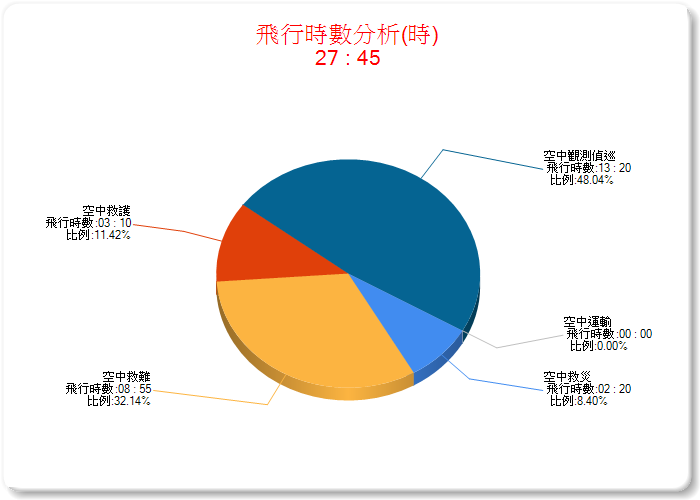 飛行時數分析(時)
27 : 45
空中觀測偵巡
飛行時數:13 : 20
比例:48.04%
空中救護
飛行時數:03 : 10
比例:11.42%
空中運輸
飛行時數:00 : 00
比例:0.00%
空中救難
飛行時數:08 : 55
比例:32.14%
空中救災
飛行時數:02 : 20
比例:8.40%